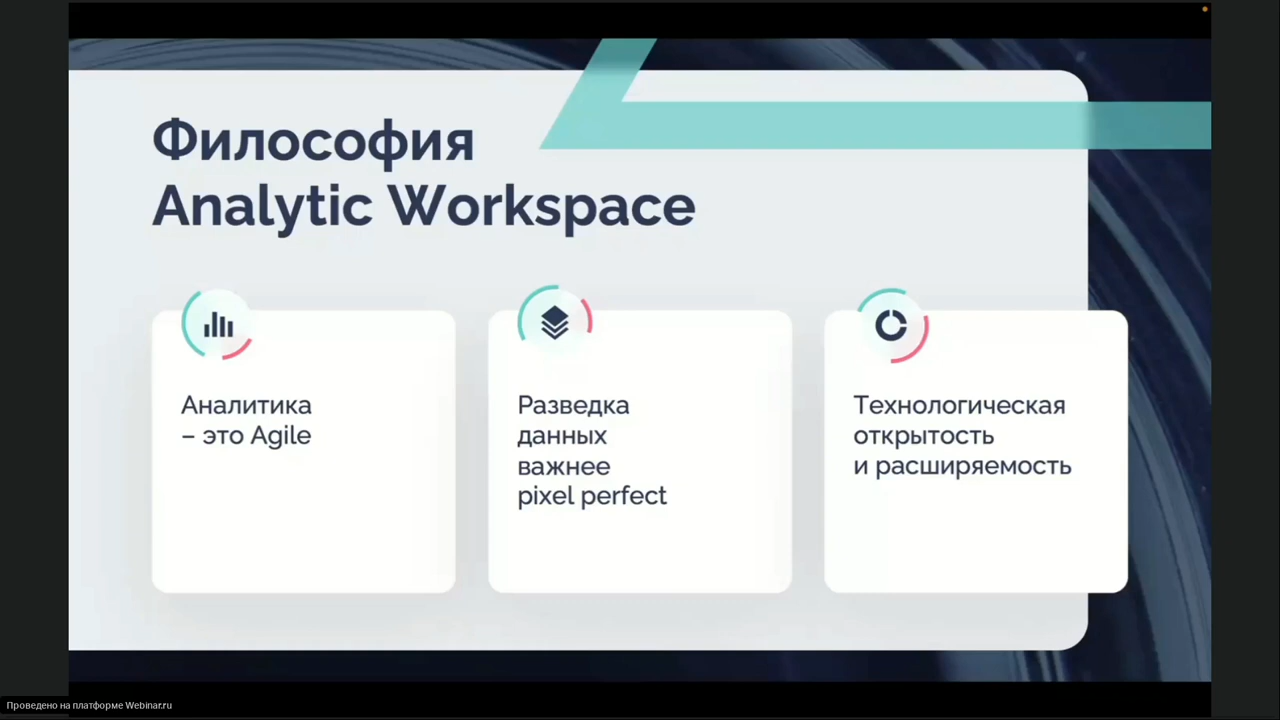 Философия
Analytic Workspace
Аналитика
– это Agile
Разведка
данных
важнее
pixel perfect
Технологическая
открытость
и расширяемость
Проведено на платформе Webinar.ru